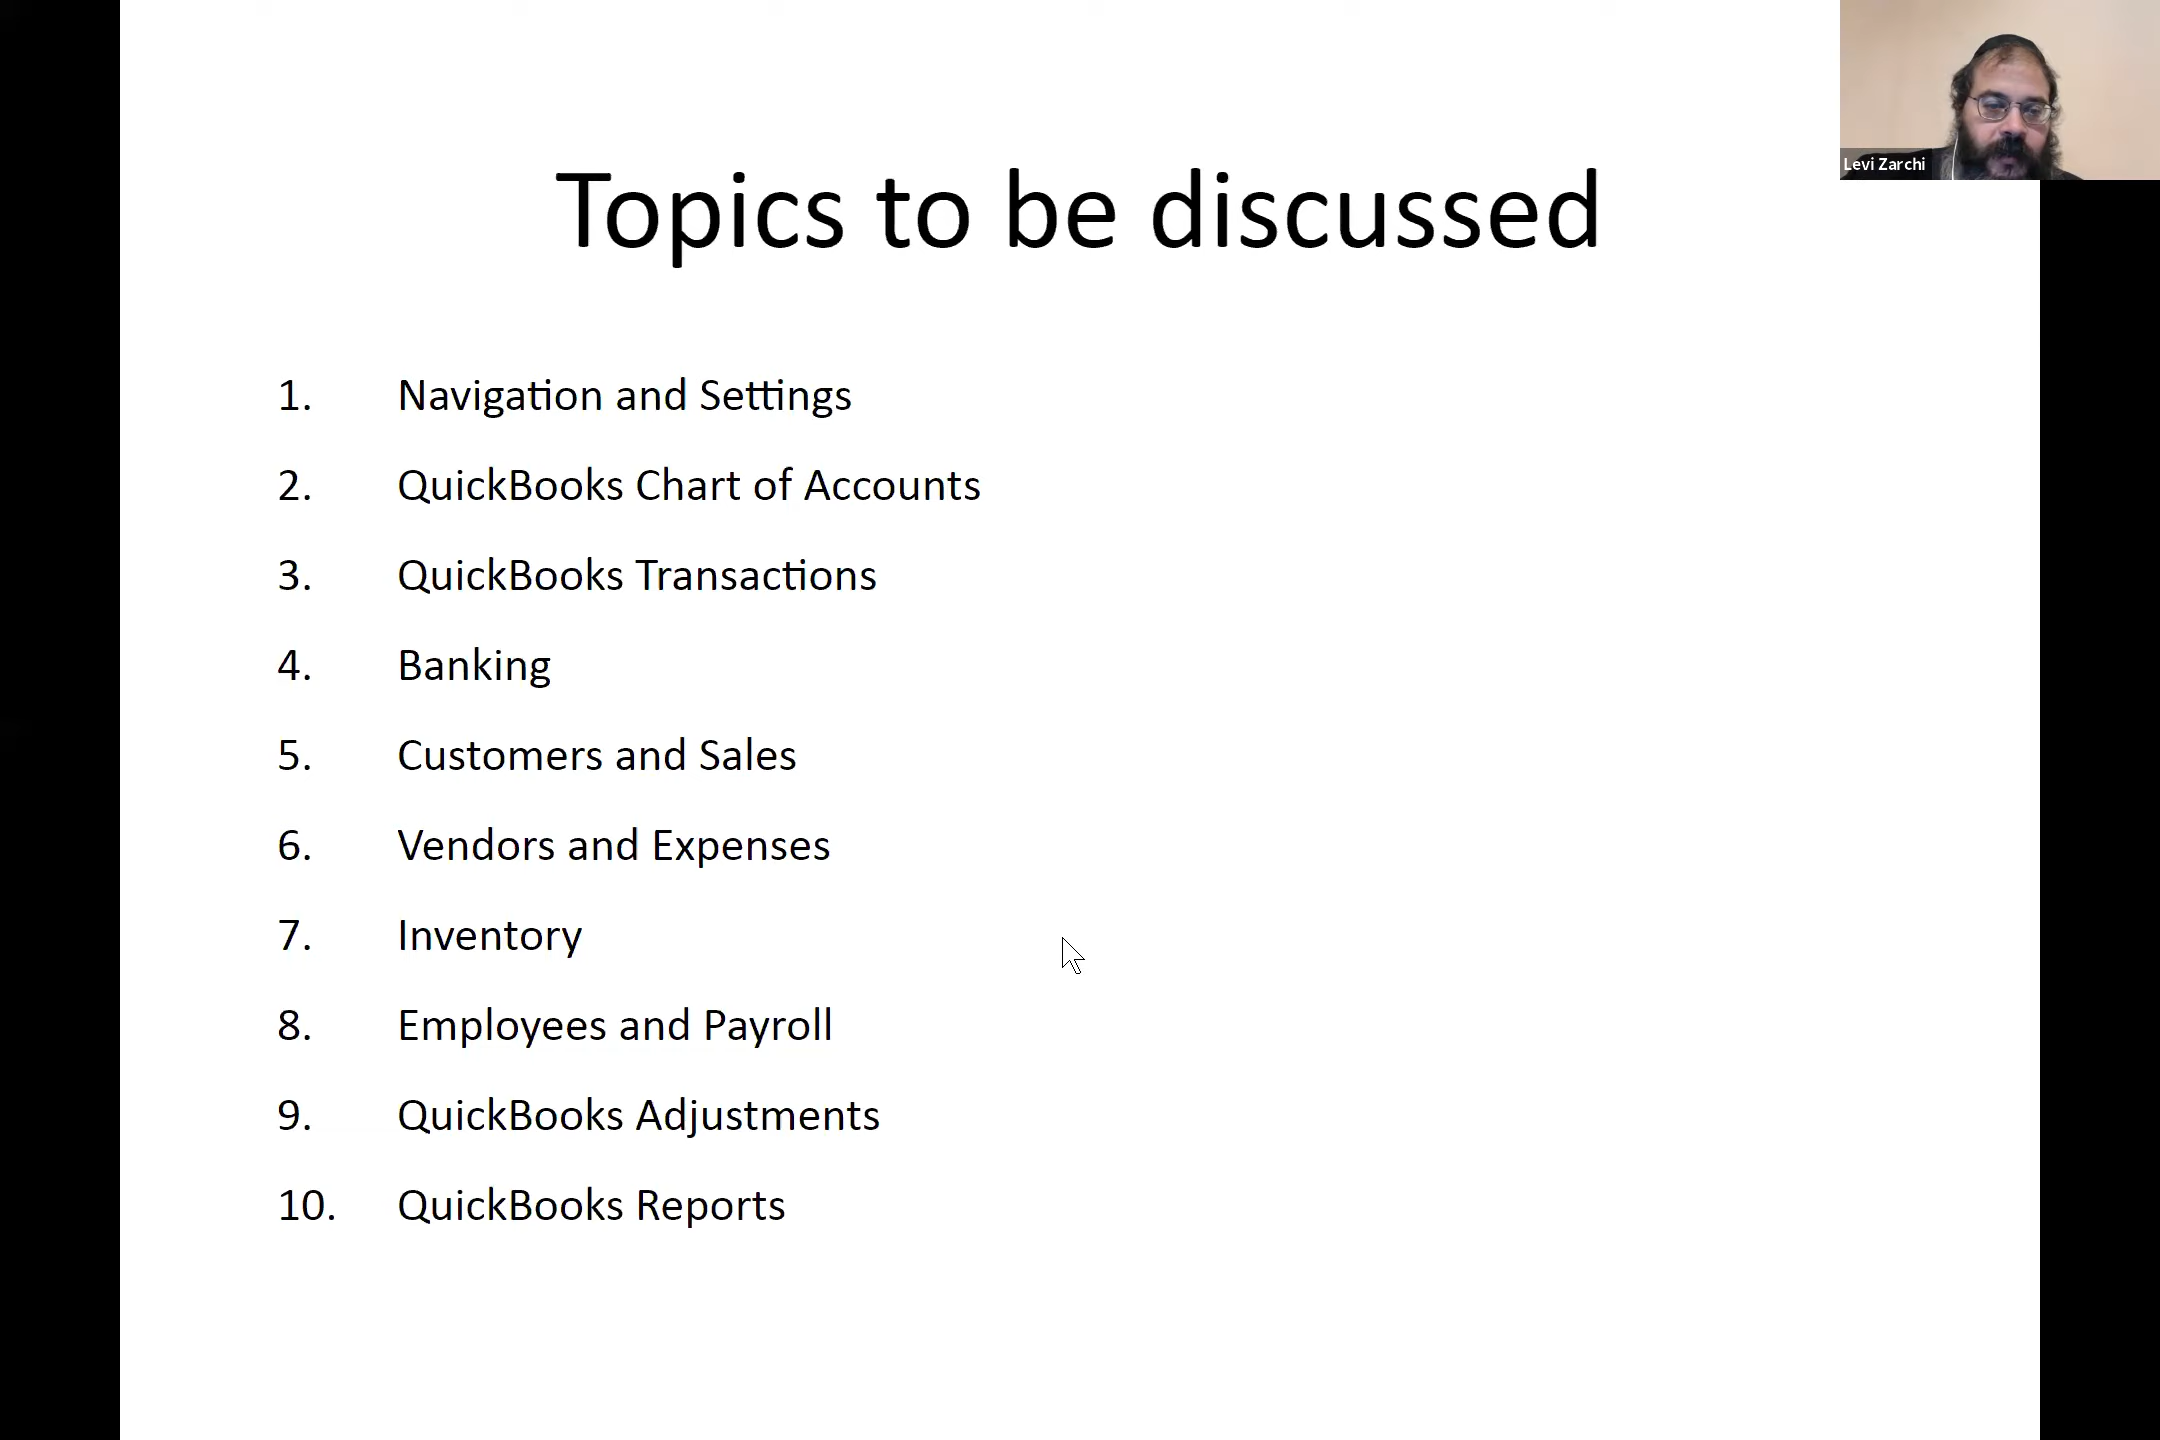 Levi Zarchi
Topics to be discussed
1. Navigation and Settings
2. QuickBooks Chart of Accounts
3. QuickBooks Transactions
4. Banking
5. Customers and Sales
6. Vendors and Expenses
7. Inventory
8. Employees and Payroll
9. QuickBooks Adjustments
10. QuickBooks Reports